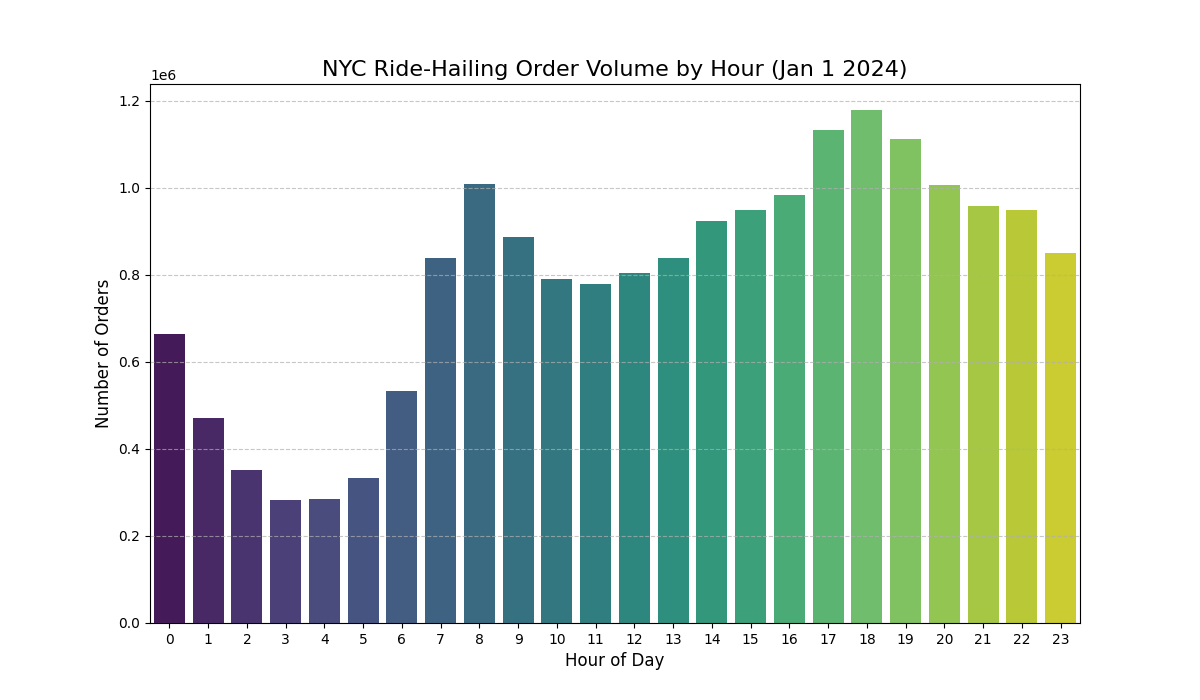 NYC Ride-Hailing Order Volume by Hour (Jan 1 2024)
1e6
1.2
1.0
0.8
0.6
0.4
0.2
0.0
Number of Orders
0 1 2 3 4 5 6 7 8 9 10 11 12 13 14 15 16 17 18 19 20 21 22 23
Hour of Day